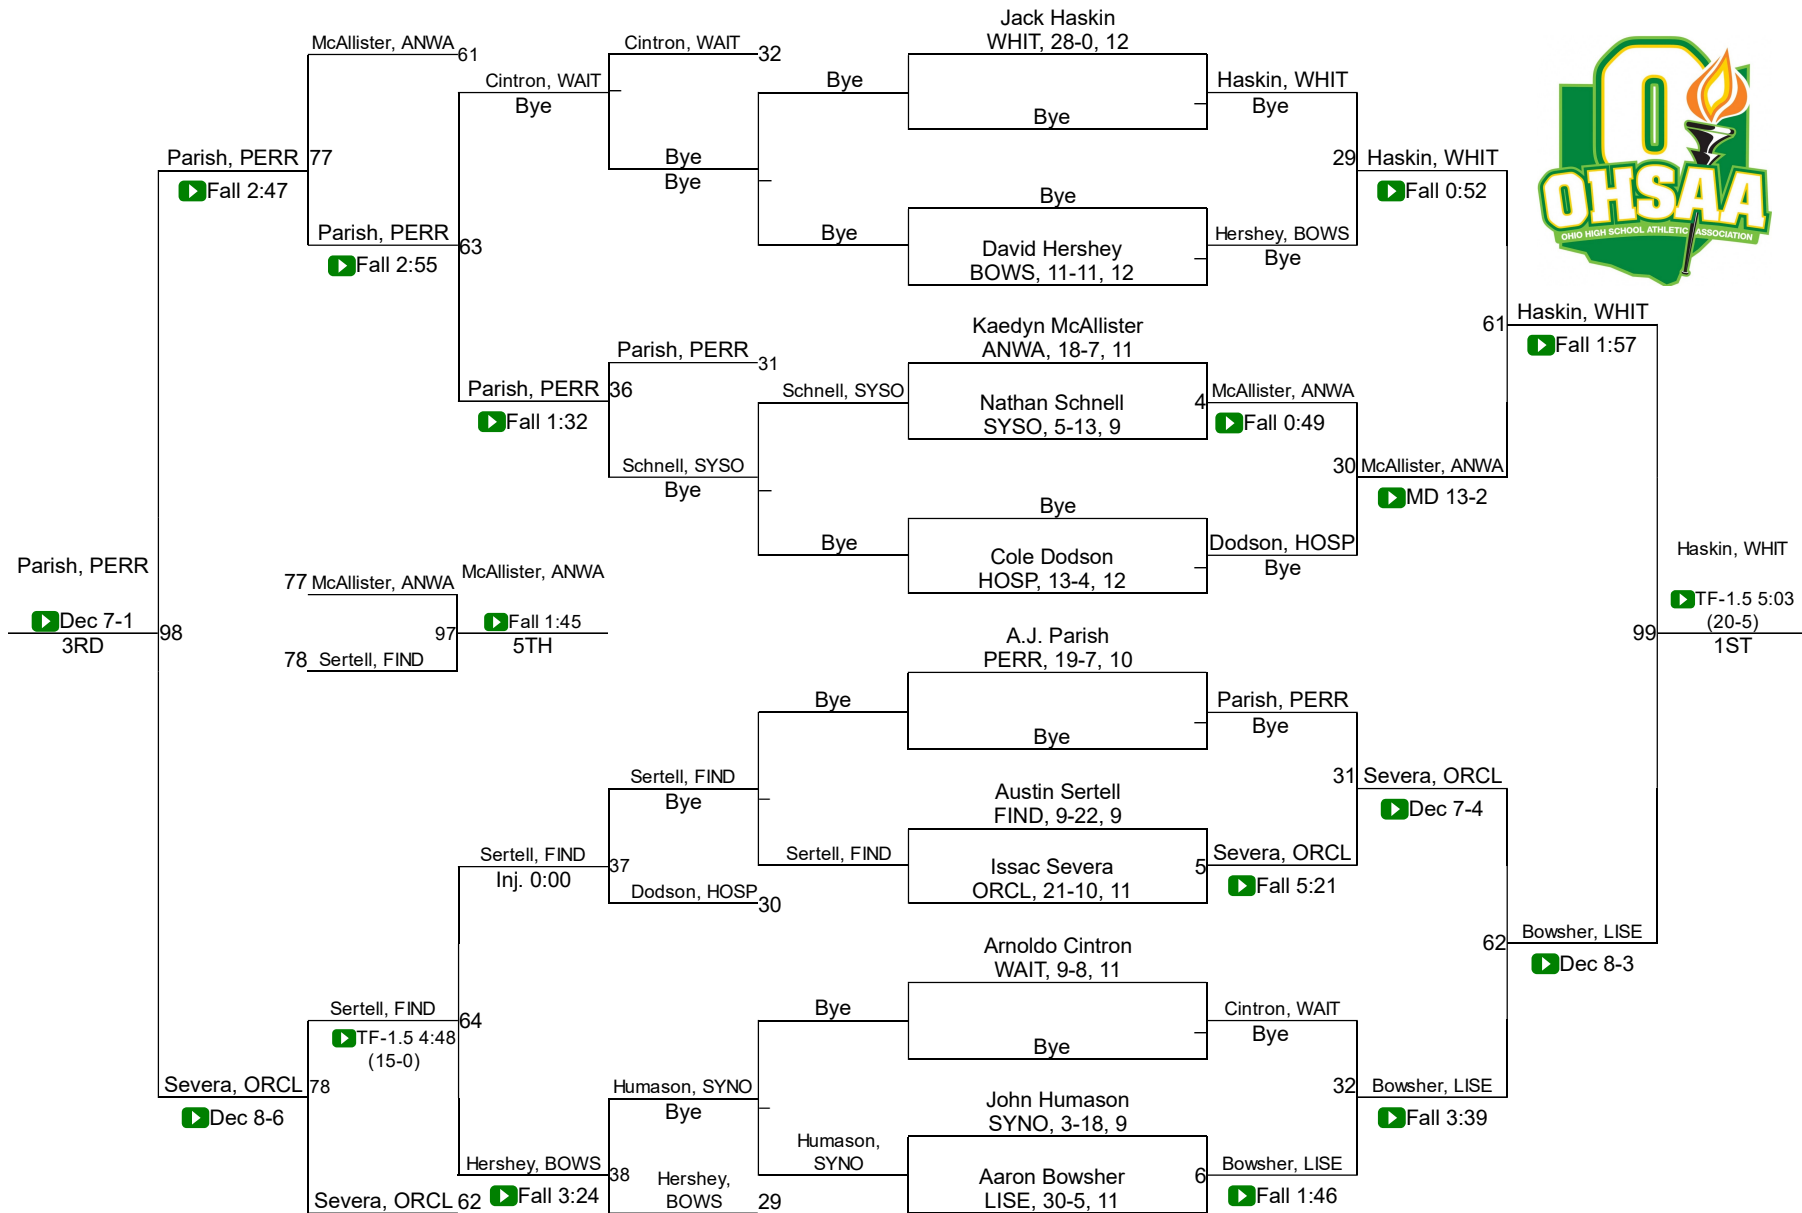 Jack Haskin
WHIT, 28-0, 12
McAllister, ANWA
61
Cintron, WAIT
32
Cintron, WAIT
Bye
Bye
Haskin, WHIT
Bye
Bye
Parish, PERR
77
Fall 2:47
Bye
Bye
29
Haskin, WHIT
Fall 0:52
OHSAA
OHIO HIGH SCHOOL ATHLETIC ASSOCIATION
Bye
Parish, PERR
63
Fall 2:55
Bye
David Hershey
BOWS, 11-11, 12
Hershey, BOWS
Bye
Haskin, WHIT
61
Fall 1:57
Kaedyn McAllister
ANWA, 18-7, 11
Parish, PERR
31
Parish, PERR
36
Fall 1:32
Schnell, SYSO
Nathan Schnell
SYSO, 5-13, 9
4
McAllister, ANWA
Fall 0:49
Schnell, SYSO
Bye
30
McAllister, ANWA
MD 13-2
Bye
Bye
Cole Dodson
HOSP, 13-4, 12
Dodson, HOSP
Bye
Parish, PERR
Dec 7-1
3RD
98
77
McAllister, ANWA
McAllister, ANWA
97
Fall 1:45
5TH
78
Sertell, FIND
Haskin, WHIT
TF-1.5 5:03
(20-5)
99
1ST
A.J. Parish
PERR, 19-7, 10
Bye
Parish, PERR
Bye
Bye
Sertell, FIND
Bye
31
Severa, ORCL
Dec 7-4
Austin Sertell
FIND, 9-22, 9
Sertell, FIND
Inj. 0:00
37
Sertell, FIND
Issac Severa
ORCL, 21-10, 11
5
Severa, ORCL
Fall 5:21
Dodson, HOSP
30
62
Bowsher, LISE
Dec 8-3
Arnoldo Cintron
WAIT, 9-8, 11
Sertell, FIND
64
TF-1.5 4:48
(15-0)
Bye
Cintron, WAIT
Bye
Bye
Severa, ORCL
78
Dec 8-6
Humason, SYNO
Bye
32
Bowsher, LISE
Fall 3:39
John Humason
SYNO, 3-18, 9
Humason,
SYNO
Hershey, BOWS
38
Fall 3:24
Hershey,
BOWS
29
Aaron Bowsher
LISE, 30-5, 11
6
Bowsher, LISE
Fall 1:46
Severa, ORCL
62